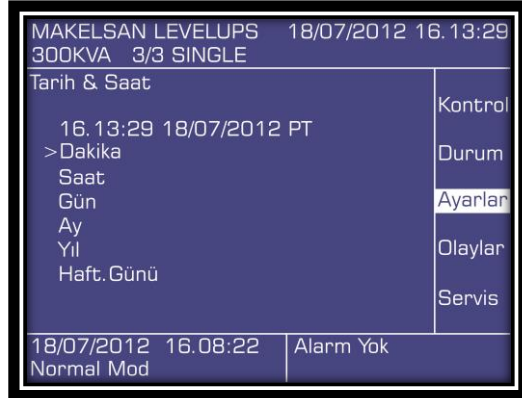 MAKELSAN LEVELUPS 18/07/2012 16.13:29
300KVA 3/3 SINGLE
Tarih & Saat
16.13:29 18/07/2012 PT
>Dakika
Saat
Gün
Ay
Yıl
Haft.Günü
Kontrol
Durum
Ayarlar
Olaylar
Servis
18/07/2012 16.08:22
Normal Mod
Alarm Yok